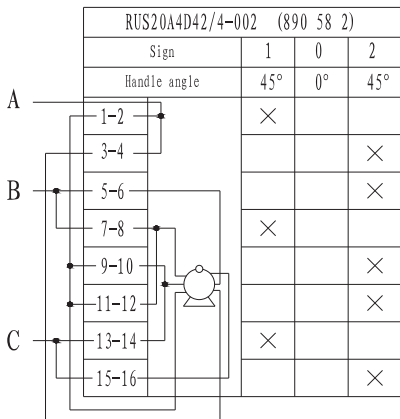 RUS20A4D42/4-002 (890 58 2)
Sign 1 0 2
Handle angle 45° 0° 45°
A
1-2 ×
3-4 ×
B 5-6 ×
7-8 ×
9-10 ×
11-12 ×
C 13-14 ×
15-16 ×